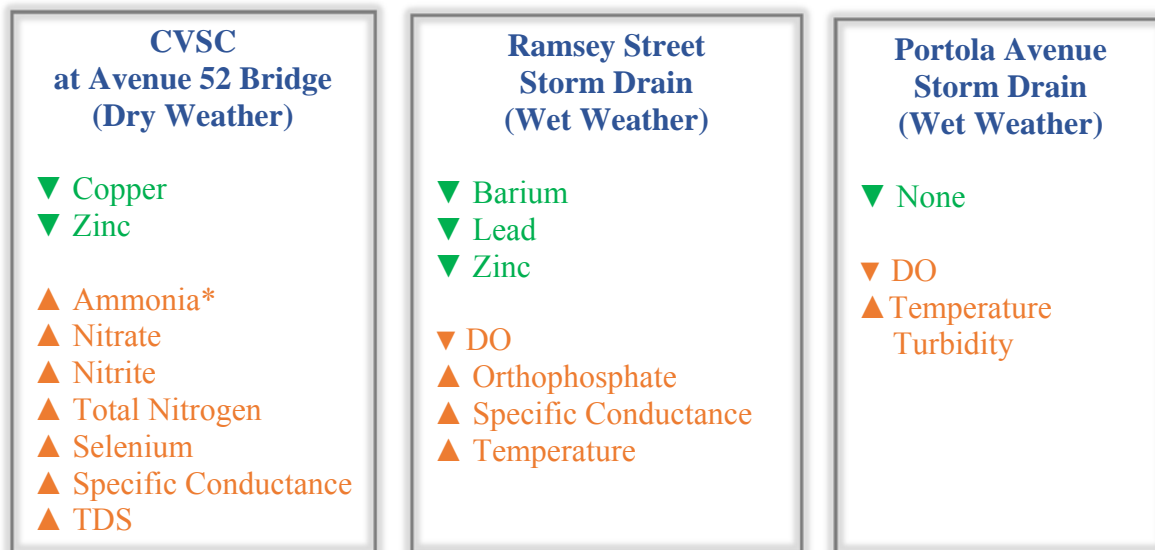 CVSC
at Avenue 52 Bridge
(Dry Weather)
▼ Copper
▼ Zinc
▲ Ammonia*
▲ Nitrate
▲ Nitrite
▲ Total Nitrogen
▲ Selenium
▲ Specific Conductance
▲ TDS
Ramsey Street
Storm Drain
(Wet Weather)
▼ Barium
▼ Lead
▼ Zinc
▼ DO
▲ Orthophosphate
▲ Specific Conductance
▲ Temperature
Portola Avenue
Storm Drain
(Wet Weather)
▼ None
▼ DO
▲ Temperature
Turbidity